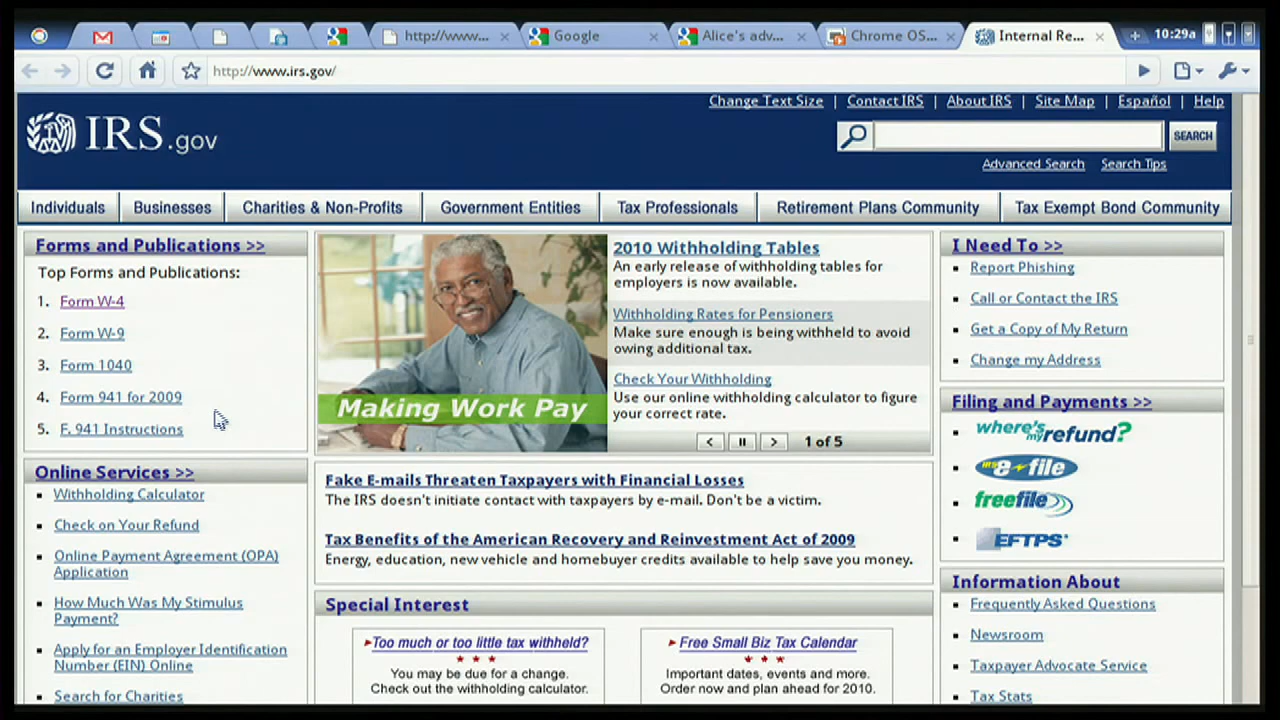 http://www...
Google
Alice's adv...
Chrome OS...
Internal Re...
10:29a
http://www.irs.gov/
Change Text Size | Contact IRS | About IRS | Site Map | Español | Help
IRS.gov
SEARCH
Advanced Search Search Tips
Individuals
Businesses
Charities & Non-Profits
Government Entities
Tax Professionals
Retirement Plans Community
Tax Exempt Bond Community
Forms and Publications >>
Top Forms and Publications:
1. Form W-4
2. Form W-9
3. Form 1040
4. Form 941 for 2009
5. F. 941 Instructions
Online Services >>
Withholding Calculator
Check on Your Refund
Online Payment Agreement (OPA)
Application
How Much Was My Stimulus
Payment?
Apply for an Employer Identification
Number (EIN) Online
Search for Charities
Making Work Pay
2010 Withholding Tables
An early release of withholding tables for
employers is now available.
Withholding Rates for Pensioners
Make sure enough is being withheld to avoid
owing additional tax.
Check Your Withholding
Use our online withholding calculator to figure
your correct rate.
< > 1 of 5
Fake E-mails Threaten Taxpayers with Financial Losses
The IRS doesn't initiate contact with taxpayers by e-mail. Don't be a victim.
Tax Benefits of the American Recovery and Reinvestment Act of 2009
Energy, education, new vehicle and homebuyer credits available to help save you money.
Special Interest
Too much or too little tax withheld?
You may be due for a change.
Check out the withholding calculator.
Free Small Biz Tax Calendar
Important dates, events and more.
Order now and plan ahead for 2010.
I Need To >>
Report Phishing
Call or Contact the IRS
Get a Copy of My Return
Change my Address
Filing and Payments >>
where's my refund?
IRS e-file
freefile
EFTPS
Information About
Frequently Asked Questions
Newsroom
Taxpayer Advocate Service
Tax Stats